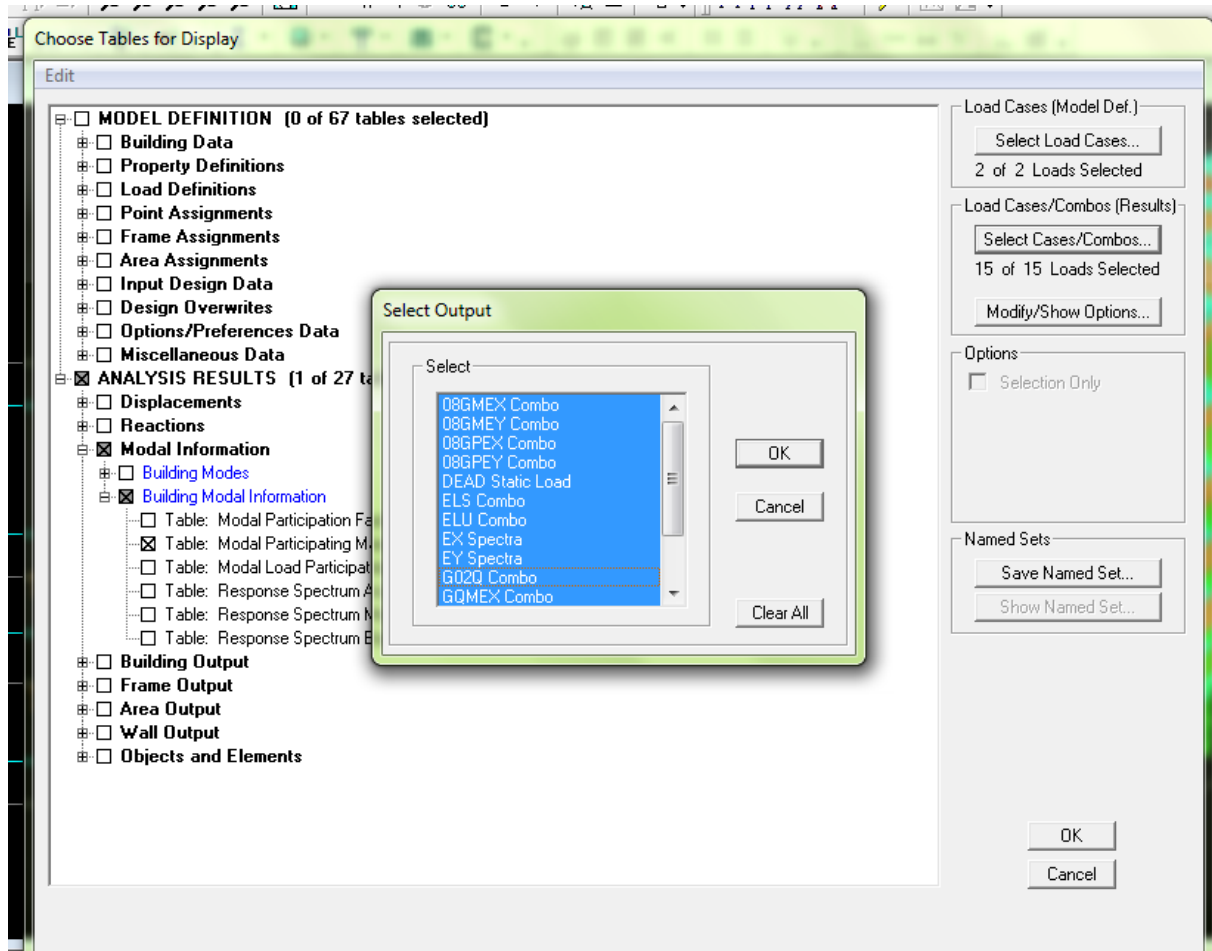 Choose Tables for Display
Edit
MODEL DEFINITION (0 of 67 tables selected)
Building Data
Property Definitions
Load Definitions
Point Assignments
Frame Assignments
Area Assignments
Input Design Data
Design Overwrites
Options/Preferences Data
Miscellaneous Data
ANALYSIS RESULTS (1 of 27 ta
Displacements
Reactions
Modal Information
Building Modes
Building Modal Information
Table: Modal Participation Fa
Table: Modal Participating M
Table: Modal Load Participat
Table: Response Spectrum A
Table: Response Spectrum M
Table: Response Spectrum B
Building Output
Frame Output
Area Output
Wall Output
Objects and Elements
Select Output
Select
08GMEX Combo
08GMEY Combo
08GPEX Combo
08GPEY Combo
DEAD Static Load
ELS Combo
ELU Combo
EX Spectra
EY Spectra
G02Q Combo
GQMEX Combo
OK
Cancel
Clear All
Load Cases (Model Def.)
Select Load Cases...
2 of 2 Loads Selected
Load Cases/Combos (Results)
Select Cases/Combos...
15 of 15 Loads Selected
Modify/Show Options...
Options
Selection Only
Named Sets
Save Named Set...
Show Named Set...
OK
Cancel